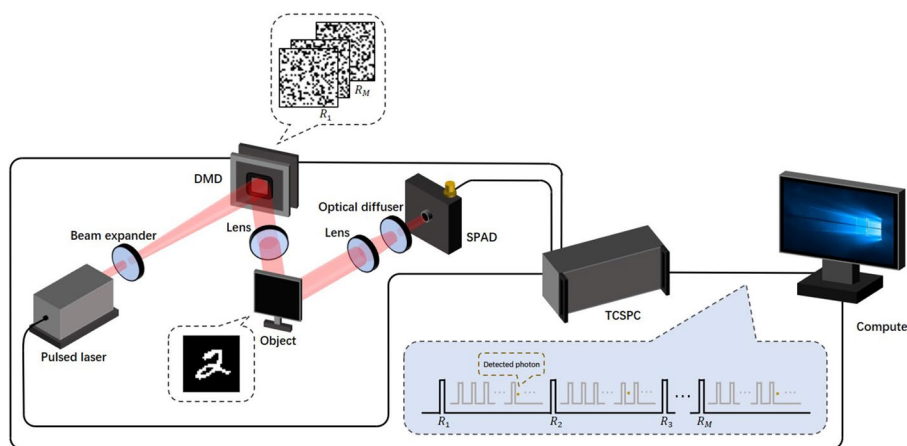 R_M
R_1
DMD
Optical diffuser
Lens
Lens
SPAD
Beam expander
Pulsed laser
Object
TCSPC
Compute
Detected photon
... ... ... ... ...
R_1 R_2 R_3 R_M